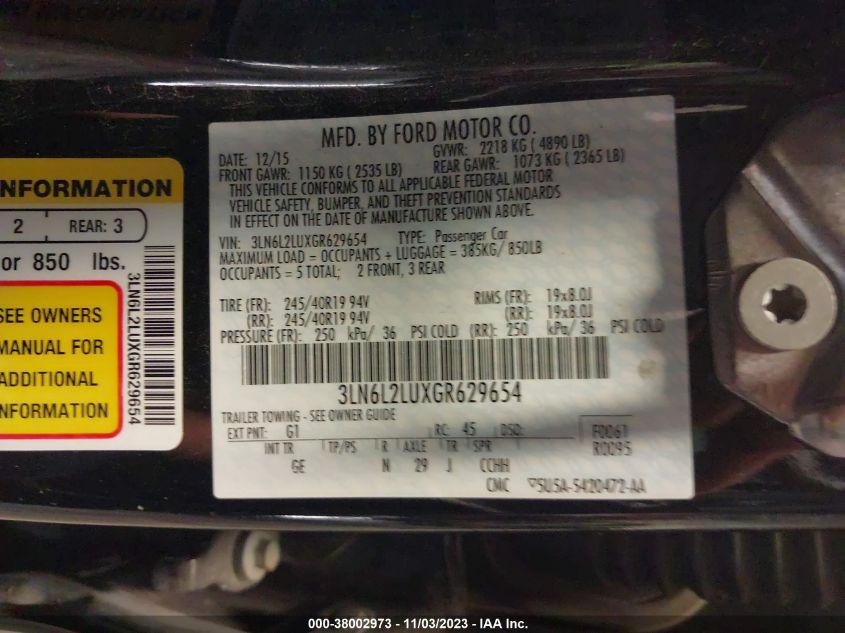 NFORMATION
2 REAR: 3
or 850 lbs.
SEE OWNERS
MANUAL FOR
ADDITIONAL
INFORMATION
3LN6L2LUXGR629654
MFD. BY FORD MOTOR CO.
DATE: 12/15 GVWR: 2218 KG ( 4890 LB)
FRONT GAWR: 1150 KG ( 2535 LB) REAR GAWR: 1073 KG ( 2365 LB)
THIS VEHICLE CONFORMS TO ALL APPLICABLE FEDERAL MOTOR
VEHICLE SAFETY, BUMPER, AND THEFT PREVENTION STANDARDS
IN EFFECT ON THE DATE OF MANUFACTURE SHOWN ABOVE.
VIN: 3LN6L2LUXGR629654 TYPE: Passenger Car
MAXIMUM LOAD = OCCUPANTS + LUGGAGE = 385KG/ 850LB
OCCUPANTS = 5 TOTAL; 2 FRONT, 3 REAR
TIRE (FR): 245/40R19 94V RIMS (FR): 19x8.0J
(RR): 245/40R19 94V (RR): 19x8.0J
PRESSURE (FR): 250 kPa/ 36 PSI COLD (RR): 250 kPa/ 36 PSI COLD
3LN6L2LUXGR629654
TRAILER TOWING - SEE OWNER GUIDE
EXT PNT: G1 RC: 45 DSO: F0061
INT TR TP/PS R AXLE TR SPR R0095
GE N 29 J CCHH
CMC 5U5A-5420472-AA
000-38002973 - 11/03/2023 - IAA Inc.